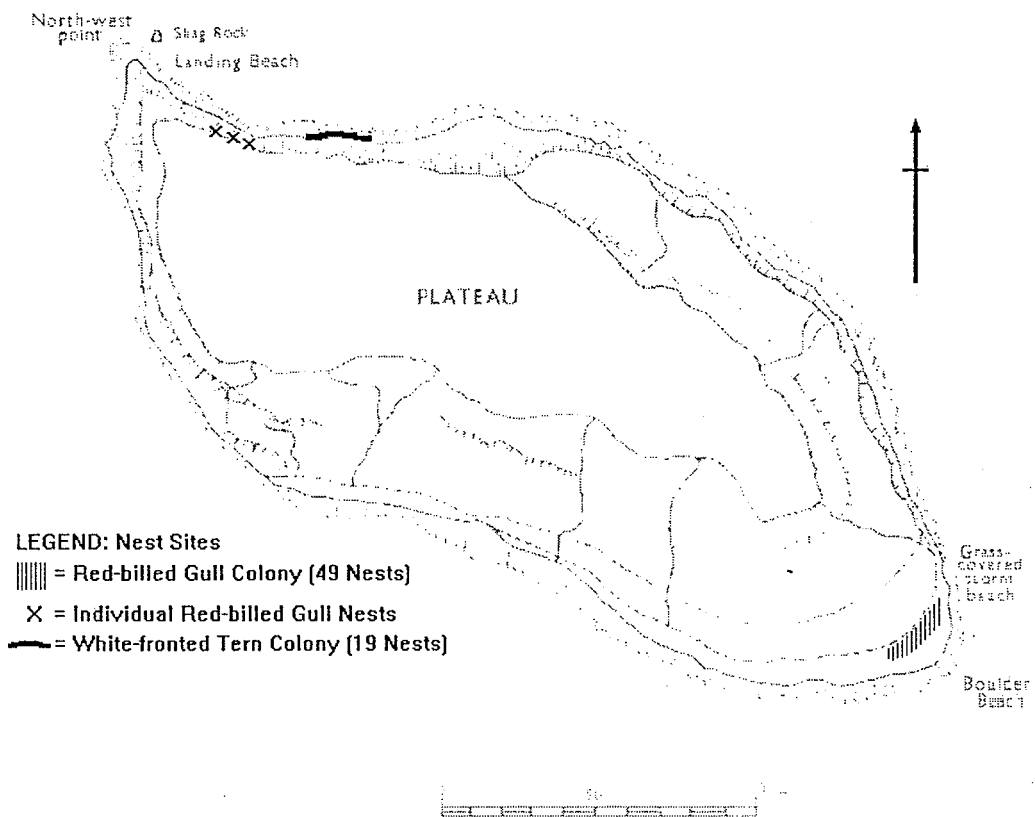 North-west
point
Skag Rock
Landing Beach
PLATEAU
LEGEND: Nest Sites
= Red-billed Gull Colony (49 Nests)
X = Individual Red-billed Gull Nests
= White-fronted Tern Colony (19 Nests)
Grass-
covered
storm
beach
Boulder
Beach